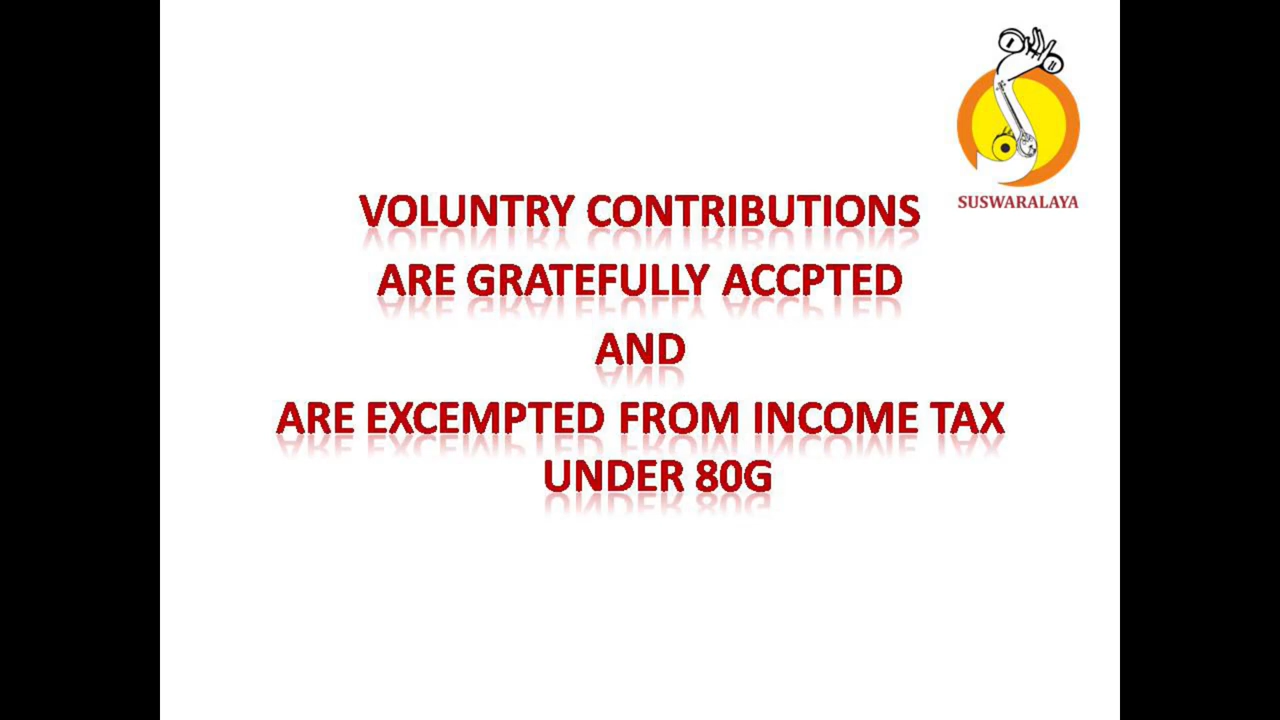 SUSWARALAYA
VOLUNTRY CONTRIBUTIONS
ARE GRATEFULLY ACCPTED
AND
ARE EXCEMPTED FROM INCOME TAX
UNDER 80G